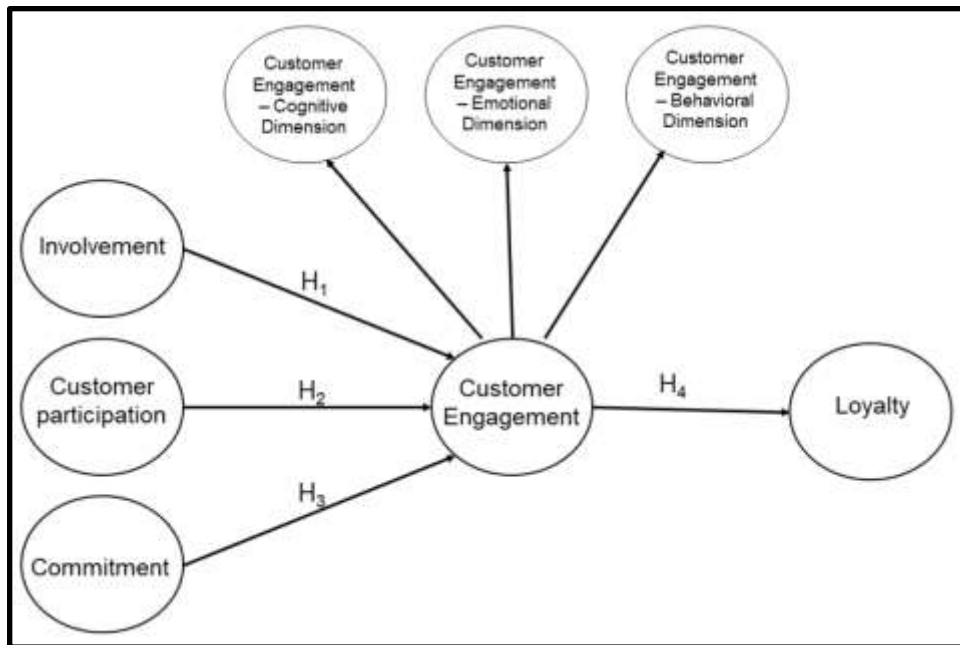 Customer
Engagement
– Cognitive
Dimension
Customer
Engagement
– Emotional
Dimension
Customer
Engagement
– Behavioral
Dimension
Involvement
H₁
Customer
participation
H₂
Customer
Engagement
H₄
Loyalty
H₃
Commitment